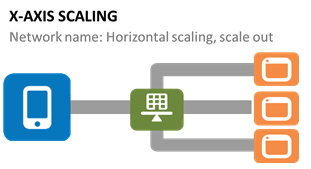 X-AXIS SCALING
Network name: Horizontal scaling, scale out